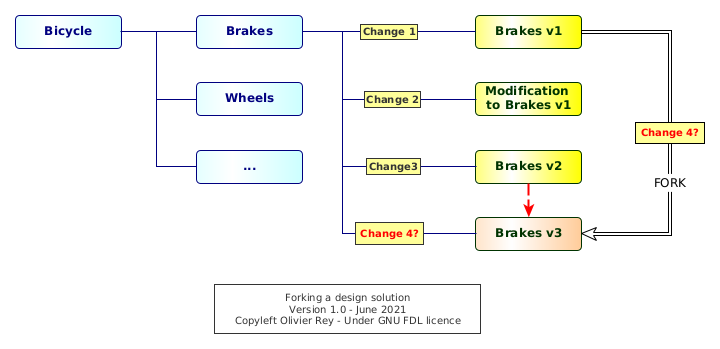 Bicycle
Brakes
Change 1
Brakes v1
Wheels
Change 2
Modification
to Brakes v1
Change 4?
...
Change3
Brakes v2
FORK
Change 4?
Brakes v3
Forking a design solution
Version 1.0 - June 2021
Copyleft Olivier Rey - Under GNU FDL licence